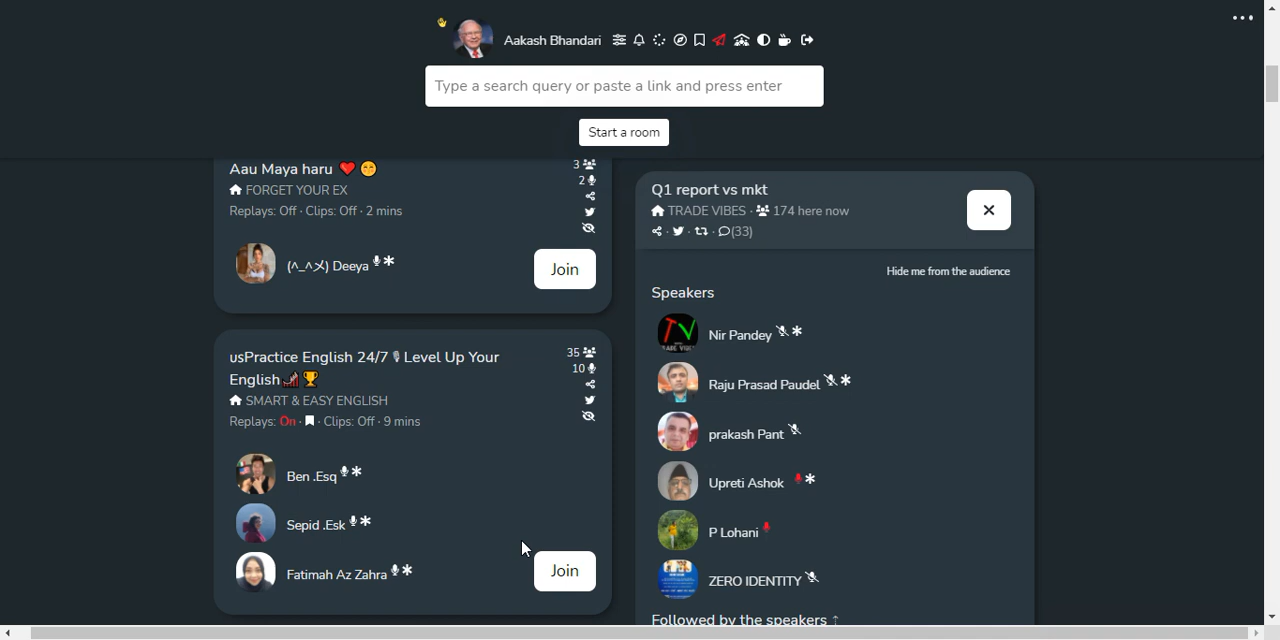 Aakash Bhandari
Type a search query or paste a link and press enter
Start a room
Aau Maya haru ❤️ 🤭
3
2
FORGET YOUR EX
Replays: Off · Clips: Off · 2 mins
(^_^メ) Deeya *
Join
usPractice English 24/7 🎙️Level Up Your
English🎢🏆
35
10
SMART & EASY ENGLISH
Replays: On · Clips: Off · 9 mins
Ben .Esq *
Sepid .Esk *
Fatimah Az Zahra *
Join
Q1 report vs mkt
TRADE VIBES · 174 here now
· · · (33)
Hide me from the audience
Speakers
Nir Pandey *
Raju Prasad Paudel *
prakash Pant
Upreti Ashok *
P Lohani
ZERO IDENTITY
Followed by the speakers ↑